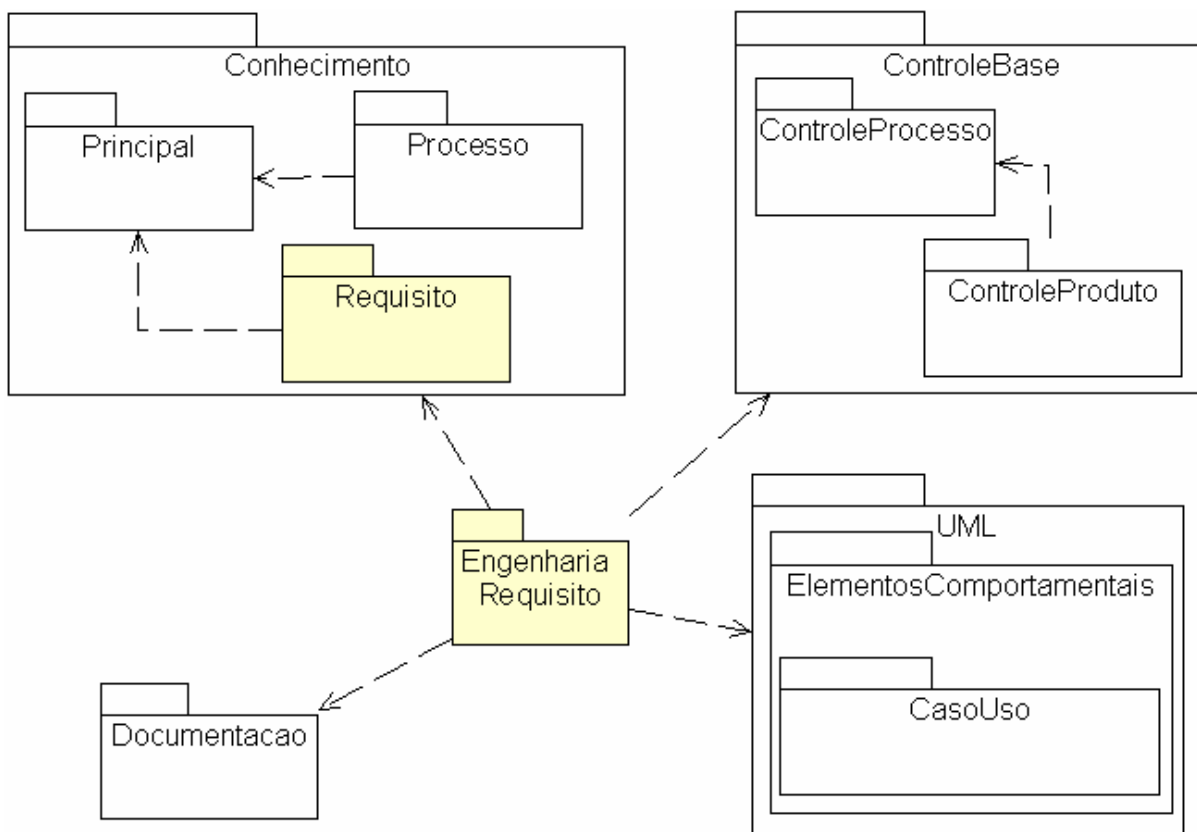 Conhecimento
Principal
Processo
Requisito
ControleBase
ControleProcesso
ControleProduto
Engenharia
Requisito
UML
ElementosComportamentais
CasoUso
Documentacao